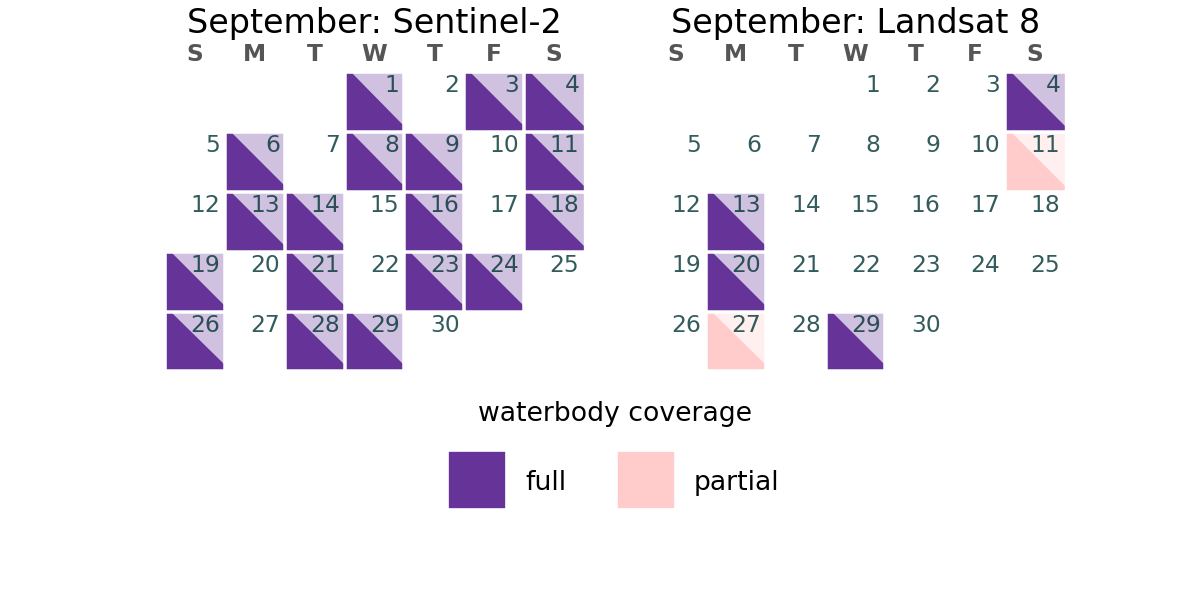 September: Sentinel-2
S M T W T F S
1 2 3 4
5 6 7 8 9 10 11
12 13 14 15 16 17 18
19 20 21 22 23 24 25
26 27 28 29 30
September: Landsat 8
S M T W T F S
1 2 3 4
5 6 7 8 9 10 11
12 13 14 15 16 17 18
19 20 21 22 23 24 25
26 27 28 29 30
waterbody coverage
full partial